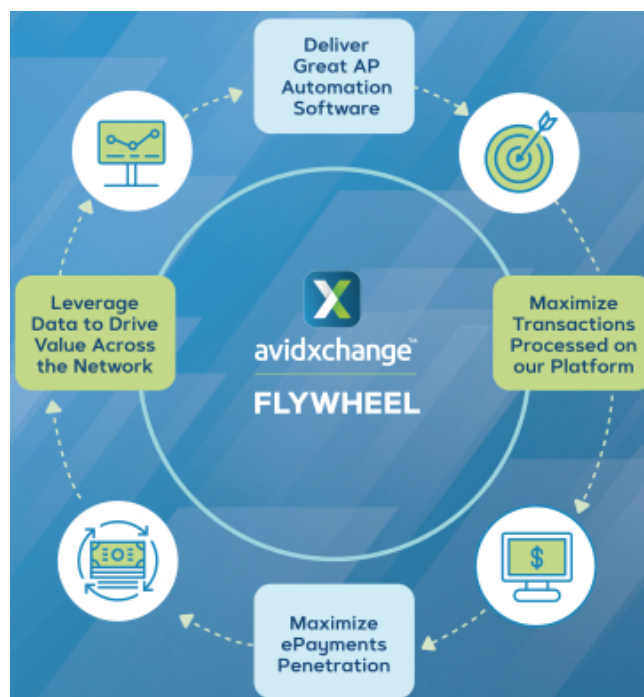 Deliver
Great AP
Automation
Software
Leverage
Data to Drive
Value Across
the Network
avidxchange™
FLYWHEEL
Maximize
Transactions
Processed on
our Platform
$
Maximize
ePayments
Penetration